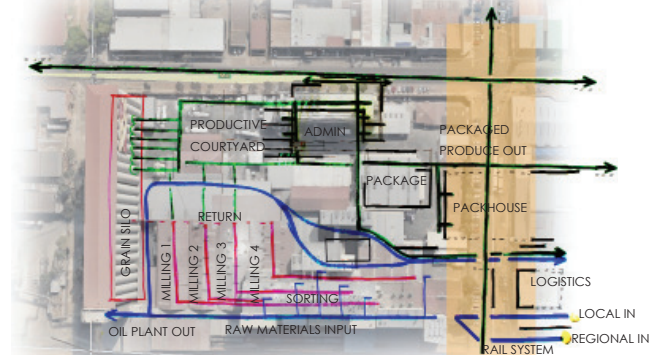 PRODUCTIVE
COURTYARD
ADMIN
PACKAGED
PRODUCE OUT
PACKAGE
PACKHOUSE
GRAIN SILO
RETURN
MILLING 1
MILLING 2
MILLING 3
MILLING 4
SORTING
LOGISTICS
LOCAL IN
OIL PLANT OUT
RAW MATERIALS INPUT
REGIONAL IN
RAIL SYSTEM